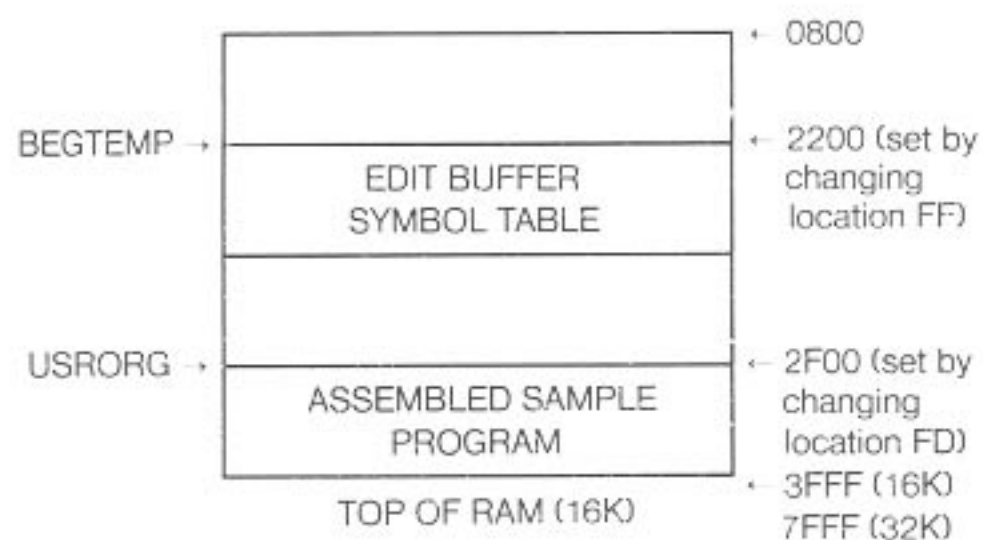 ← 0800
BEGTEMP →
← 2200 (set by
changing
location FF)
EDIT BUFFER
SYMBOL TABLE
USRORG →
← 2F00 (set by
changing
location FD)
ASSEMBLED SAMPLE
PROGRAM
← 3FFF (16K)
7FFF (32K)
TOP OF RAM (16K)